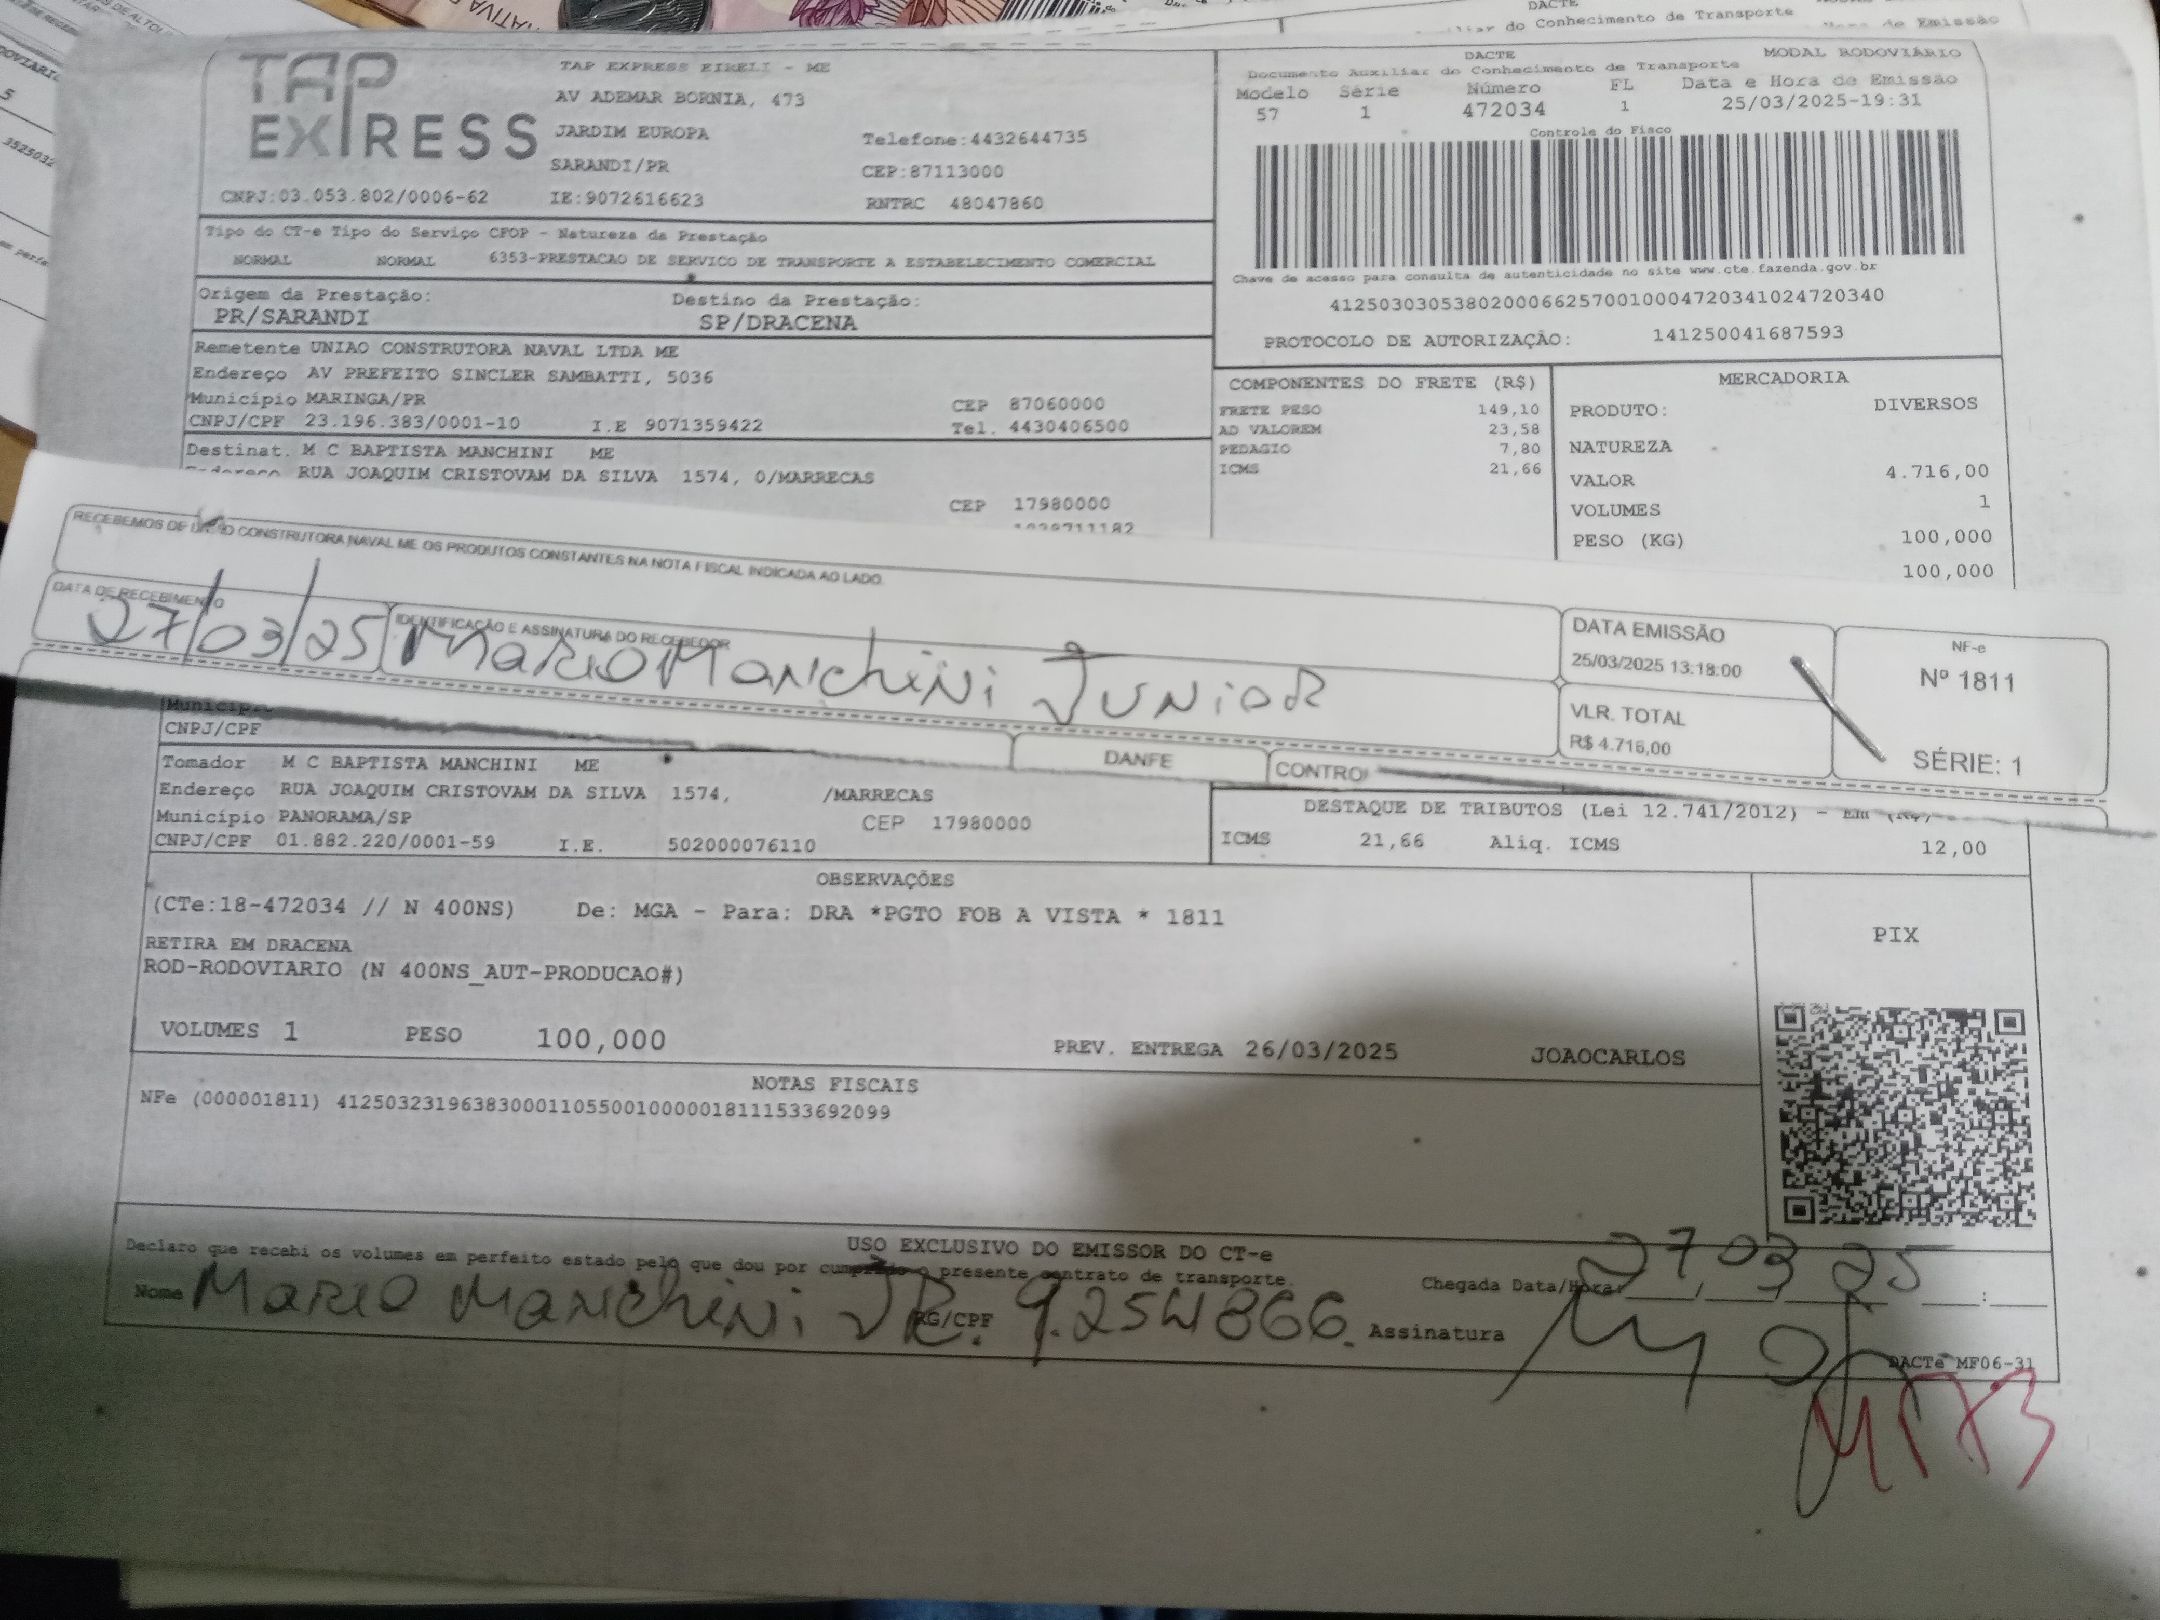 DACTE
Documento Auxiliar do Conhecimento de Transporte
TAP EXPRESS
TAP EXPRESS EIRELI - ME
AV ADEMAR BORNIA, 473
JARDIM EUROPA
Telefone:4432644735
SARANDI/PR
CEP:87113000
CNPJ:03.053.802/0006-62
IE:9072616623
RNTRC 48047860
DACTE
MODAL RODOVIÁRIO
Documento Auxiliar do Conhecimento de Transporte
Modelo Série Número FL Data e Hora de Emissão
57 1 472034 1 25/03/2025-19:31
Controle do Fisco
Chave de acesso para consulta de autenticidade no site www.cte.fazenda.gov.br
41250303053802000662570010004720341024720340
PROTOCOLO DE AUTORIZAÇÃO: 141250041687593
Tipo do CT-e Tipo do Serviço CFOP - Natureza da Prestação
NORMAL NORMAL 6353-PRESTACAO DE SERVICO DE TRANSPORTE A ESTABELECIMENTO COMERCIAL
Origem da Prestação: Destino da Prestação:
PR/SARANDI SP/DRACENA
Remetente UNIAO CONSTRUTORA NAVAL LTDA ME
Endereço AV PREFEITO SINCLER SAMBATTI, 5036
Município MARINGA/PR CEP 87060000
CNPJ/CPF 23.196.383/0001-10 I.E 9071359422 Tel. 4430406500
Destinat. M C BAPTISTA MANCHINI ME
Endereço RUA JOAQUIM CRISTOVAM DA SILVA 1574, 0/MARRECAS
CEP 17980000
COMPONENTES DO FRETE (R$)
FRETE PESO 149,10
AD VALOREM 23,58
PEDAGIO 7,80
ICMS 21,66
MERCADORIA
PRODUTO: DIVERSOS
NATUREZA
VALOR 4.716,00
VOLUMES 1
PESO (KG) 100,000
100,000
RECEBEMOS DE UNIÃO CONSTRUTORA NAVAL ME OS PRODUTOS CONSTANTES NA NOTA FISCAL INDICADA AO LADO.
DATA DE RECEBIMENTO
27/03/25
IDENTIFICAÇÃO E ASSINATURA DO RECEBEDOR
Mario Manchini Junior
DATA EMISSÃO
25/03/2025 13:18:00
VLR. TOTAL
R$ 4.716,00
NF-e
Nº 1811
SÉRIE: 1
DANFE
CONTRO
CNPJ/CPF
Tomador M C BAPTISTA MANCHINI ME
Endereço RUA JOAQUIM CRISTOVAM DA SILVA 1574, /MARRECAS
Município PANORAMA/SP CEP 17980000
CNPJ/CPF 01.882.220/0001-59 I.E. 502000076110
DESTAQUE DE TRIBUTOS (Lei 12.741/2012) -
ICMS 21,66 Aliq. ICMS 12,00
OBSERVAÇÕES
(CTe:18-472034 // N 400NS) De: MGA - Para: DRA *PGTO FOB A VISTA * 1811
RETIRA EM DRACENA
ROD-RODOVIARIO (N 400NS_AUT-PRODUCAO#)
VOLUMES 1 PESO 100,000 PREV. ENTREGA 26/03/2025 JOAOCARLOS
PIX
NOTAS FISCAIS
NFe (000001811) 41250323196383000110550010000018111533692099
USO EXCLUSIVO DO EMISSOR DO CT-e
Declaro que recebi os volumes em perfeito estado pelo que dou por cumprido o presente contrato de transporte.
Nome Mario Manchini JR. RG/CPF 9.254866. Chegada Data/Hora: 27/03/25
Assinatura
DACTe MF06-31